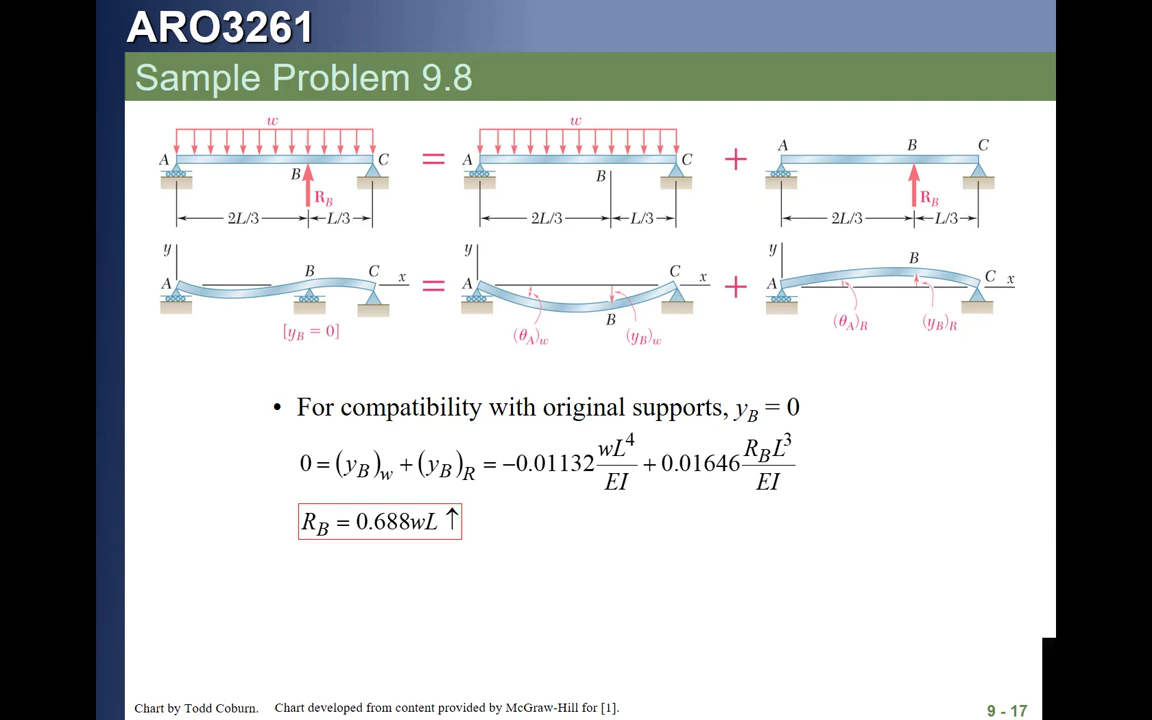 ARO3261
Sample Problem 9.8
w w
A B C A B C A B C
R_B R_B
2L/3 L/3 2L/3 L/3 2L/3 L/3
= +
y y y
A B C x A B C x A B C x
= +
[y_B = 0] (θ_A)_w (y_B)_w (θ_A)_R (y_B)_R
• For compatibility with original supports, y_B = 0
0 = (y_B)_w + (y_B)_R = −0.01132 wL⁴/EI + 0.01646 R_B L³/EI
R_B = 0.688wL ↑
Chart by Todd Coburn. Chart developed from content provided by McGraw-Hill for [1].
9 - 17